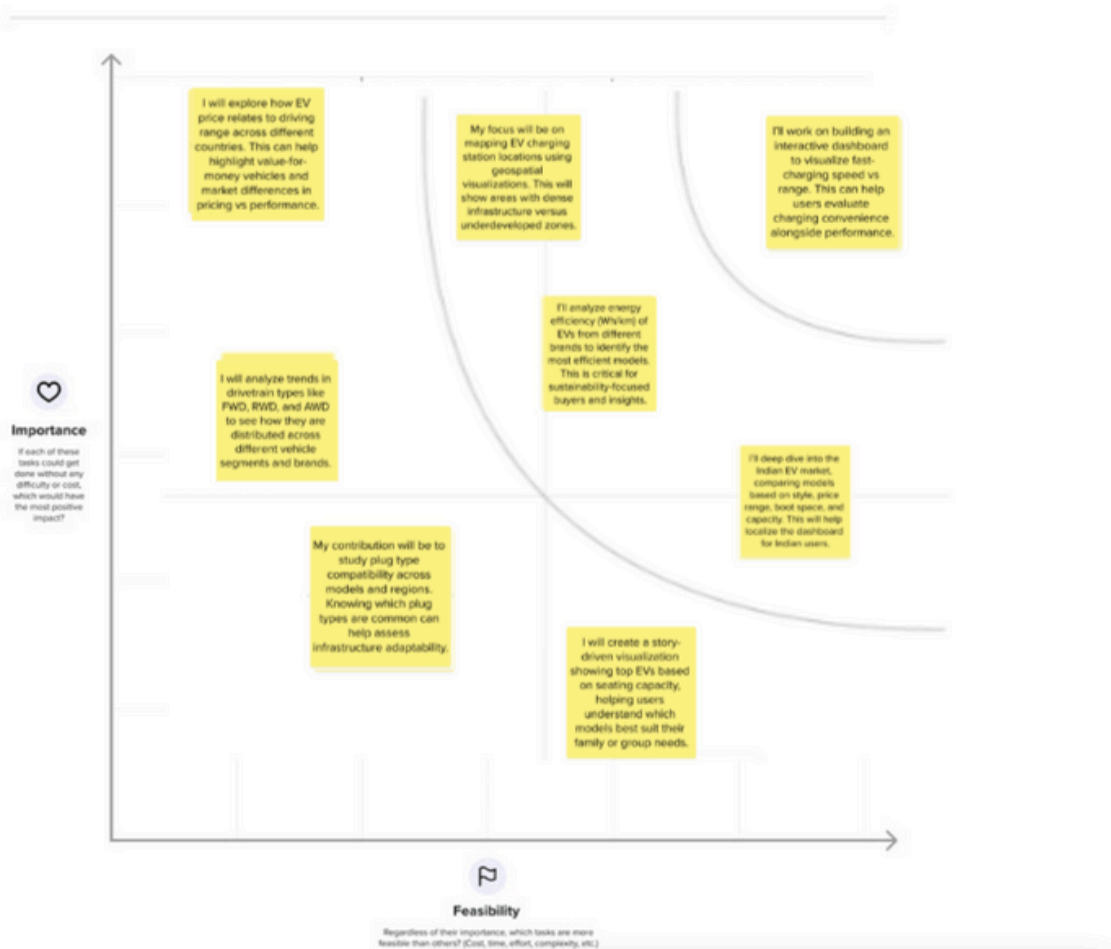 I will explore how EV
price relates to driving
range across different
countries. This can help
highlight value-for-
money vehicles and
market differences in
pricing vs performance.
My focus will be on
mapping EV charging
station locations using
geospatial
visualizations. This will
show areas with dense
infrastructure versus
underdeveloped zones.
I'll work on building an
interactive dashboard
to visualize fast-
charging speed vs
range. This can help
users evaluate
charging convenience
alongside performance.
I'll analyze energy
efficiency (Wh/km) of
EVs from different
brands to identify the
most efficient models.
This is critical for
sustainability-focused
buyers and insights.
I will analyze trends in
drivetrain types like
FWD, RWD, and AWD
to see how they are
distributed across
different vehicle
segments and brands.
Importance
If each of these
tasks could get
done without any
difficulty or cost,
which would have
the most positive
impact?
I'll deep dive into the
Indian EV market,
comparing models
based on style, price
range, boot space, and
capacity. This will help
localize the dashboard
for Indian users.
My contribution will be to
study plug type
compatibility across
models and regions.
Knowing which plug
types are common can
help assess
infrastructure adaptability.
I will create a story-
driven visualization
showing top EVs based
on seating capacity,
helping users
understand which
models best suit their
family or group needs.
Feasibility
Regardless of their importance, which tasks are more
feasible than others? (Cost, time, effort, complexity, etc.)